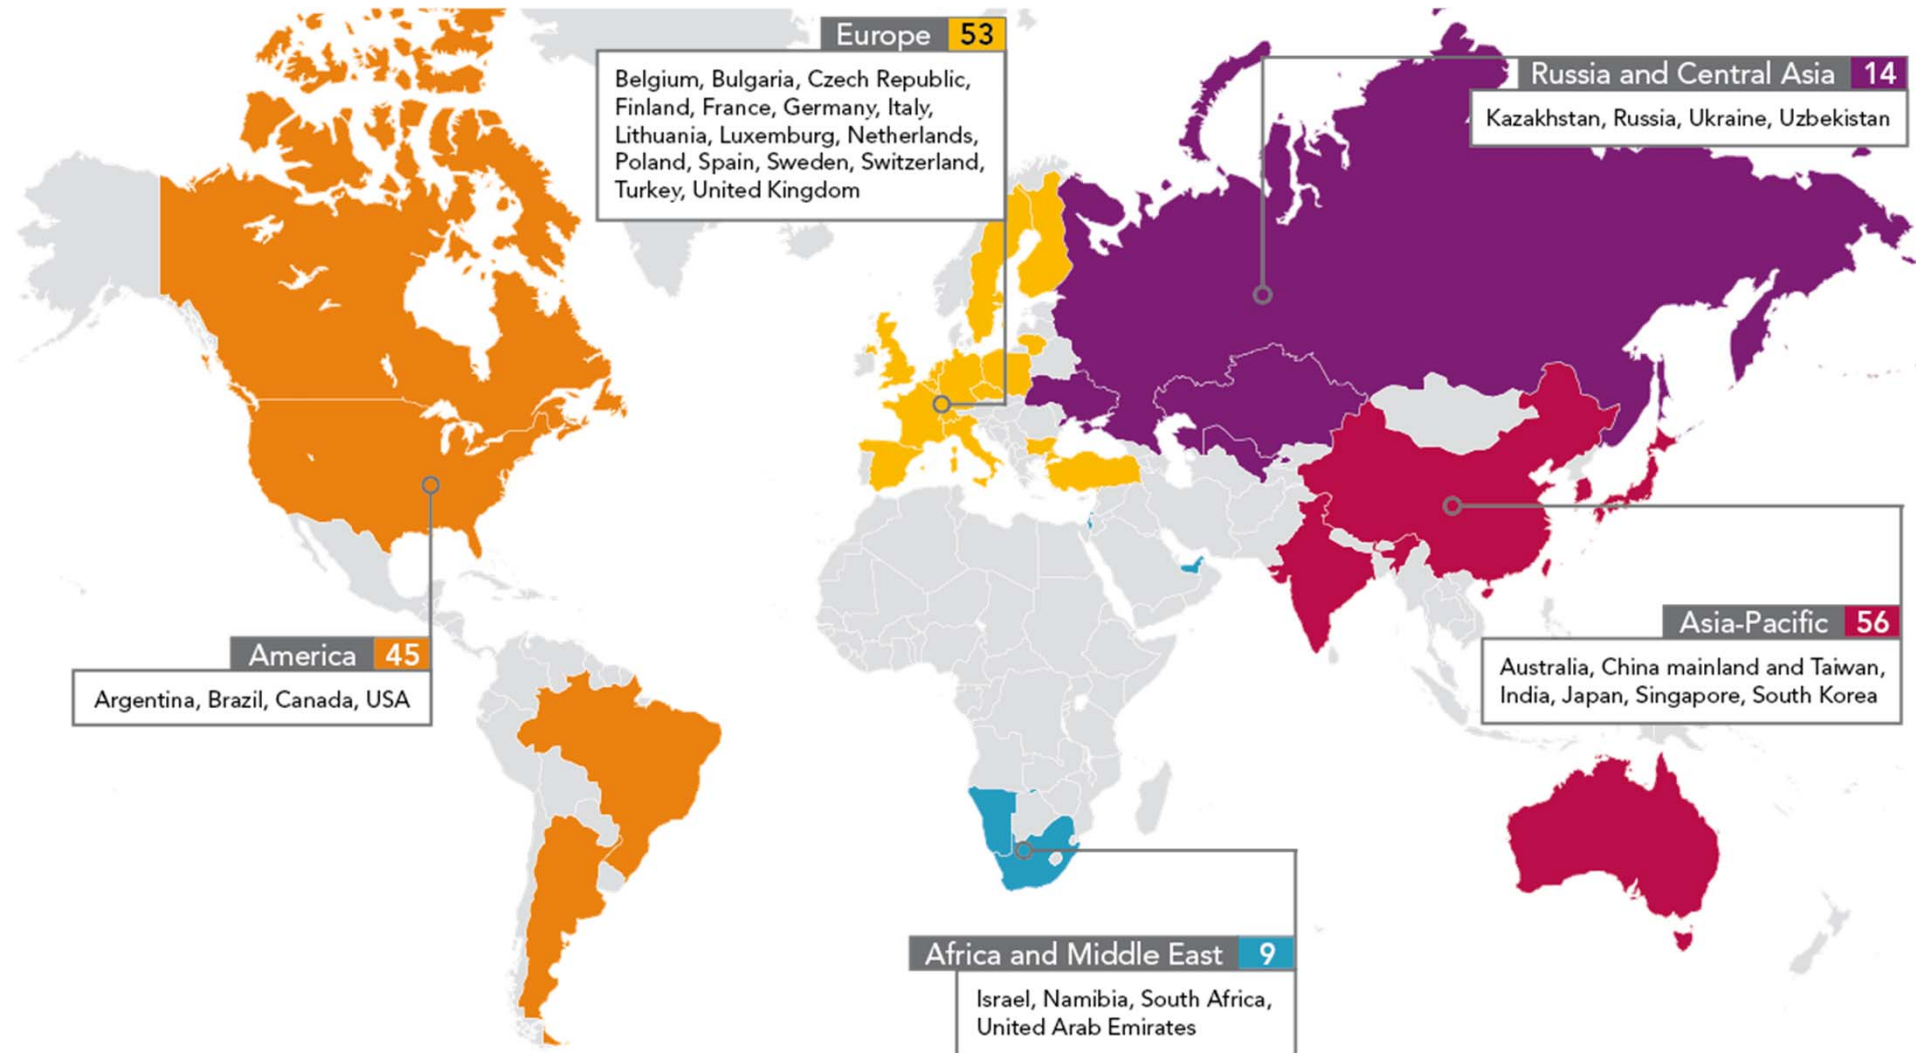 Europe 53
Belgium, Bulgaria, Czech Republic,
Finland, France, Germany, Italy,
Lithuania, Luxemburg, Netherlands,
Poland, Spain, Sweden, Switzerland,
Turkey, United Kingdom
Russia and Central Asia 14
Kazakhstan, Russia, Ukraine, Uzbekistan
America 45
Argentina, Brazil, Canada, USA
Asia-Pacific 56
Australia, China mainland and Taiwan,
India, Japan, Singapore, South Korea
Africa and Middle East 9
Israel, Namibia, South Africa,
United Arab Emirates